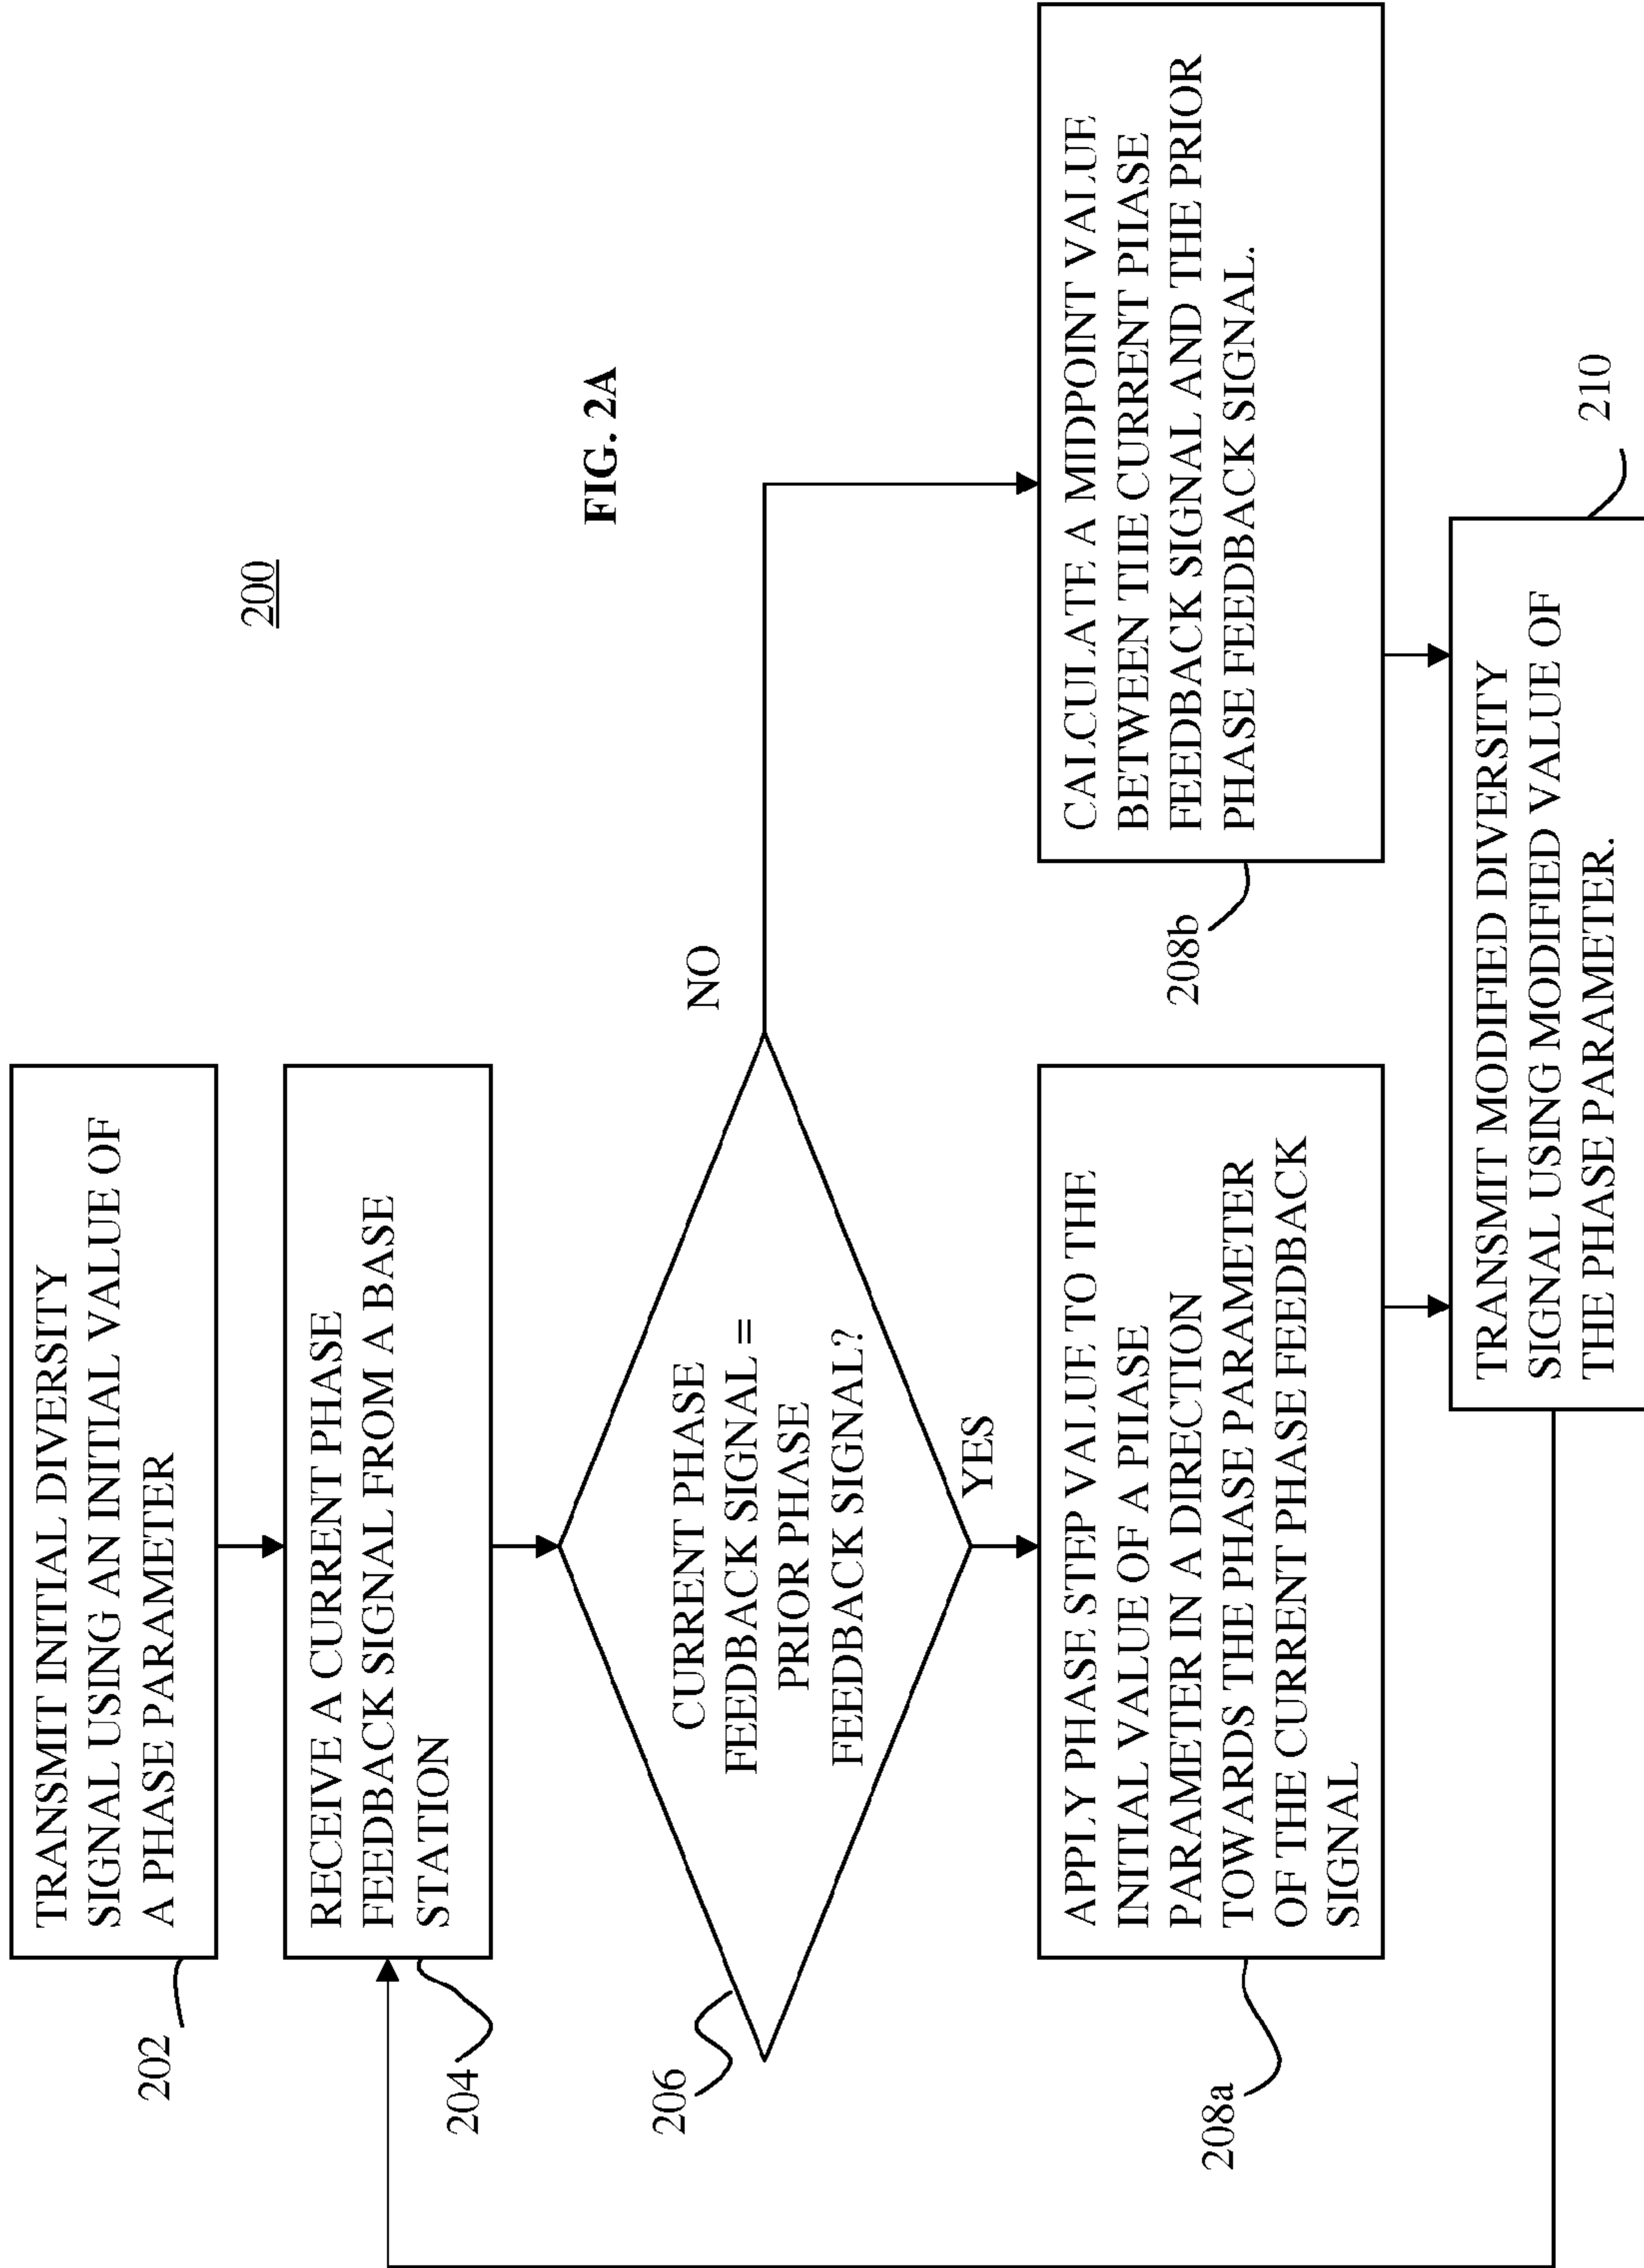 200
TRANSMIT INITIAL DIVERSITY
SIGNAL USING AN INITIAL VALUE OF
A PHASE PARAMETER
202
RECEIVE A CURRENT PHASE
FEEDBACK SIGNAL FROM A BASE
STATION
204
CURRENT PHASE
FEEDBACK SIGNAL =
PRIOR PHASE
FEEDBACK SIGNAL?
206
NO
YES
FIG. 2A
APPLY PHASE STEP VALUE TO THE
INITIAL VALUE OF A PHASE
PARAMETER IN A DIRECTION
TOWARDS THE PHASE PARAMETER
OF THE CURRENT PHASE FEEDBACK
SIGNAL
208a
CALCULATE A MIDPOINT VALUE
BETWEEN THE CURRENT PHASE
FEEDBACK SIGNAL AND THE PRIOR
PHASE FEEDBACK SIGNAL.
208b
TRANSMIT MODIFIED DIVERSITY
SIGNAL USING MODIFIED VALUE OF
THE PHASE PARAMETER.
210